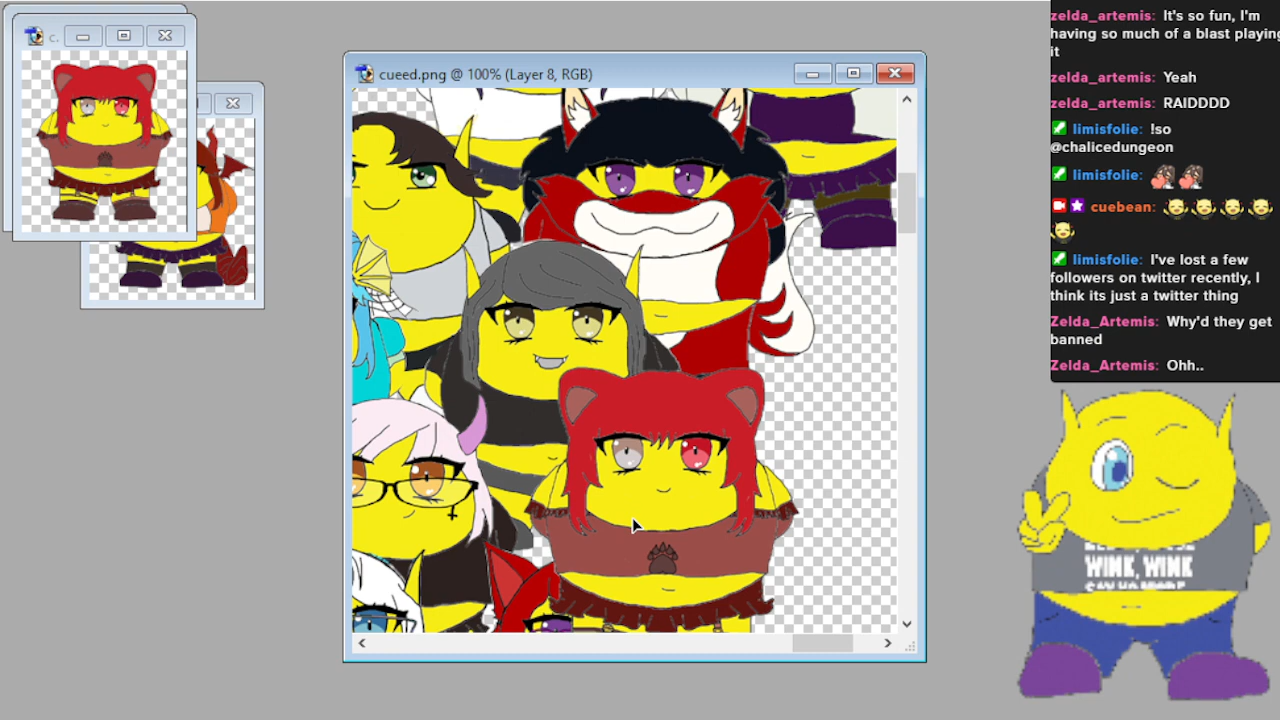 c.
cueed.png @ 100% (Layer 8, RGB)
zelda_artemis: It's so fun, I'm
having so much of a blast playing
it
zelda_artemis: Yeah
zelda_artemis: RAIDDDD
limisfolie: !so
@chalicedungeon
limisfolie:
cuebean:
limisfolie: I've lost a few
followers on twitter recently, I
think its just a twitter thing
Zelda_Artemis: Why'd they get
banned
Zelda_Artemis: Ohh..
WINK, WINK